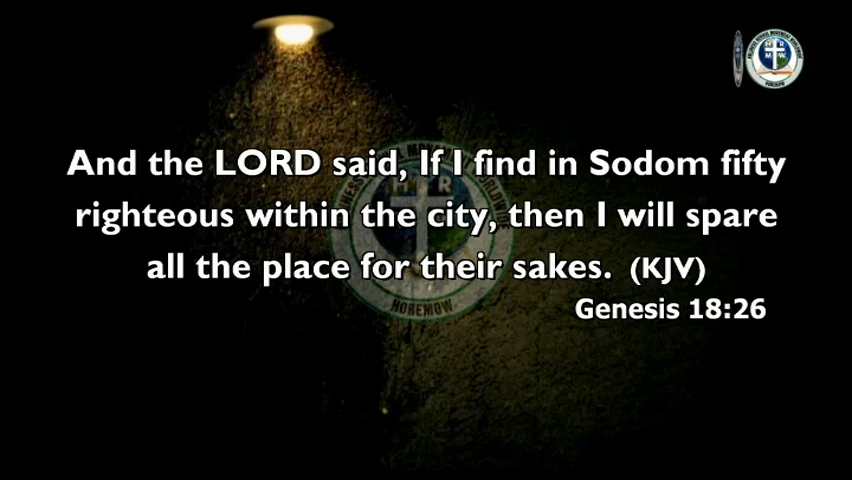 And the LORD said, If I find in Sodom fifty
righteous within the city, then I will spare
all the place for their sakes. (KJV)
Genesis 18:26
H R
M W
H R
HOREMOW